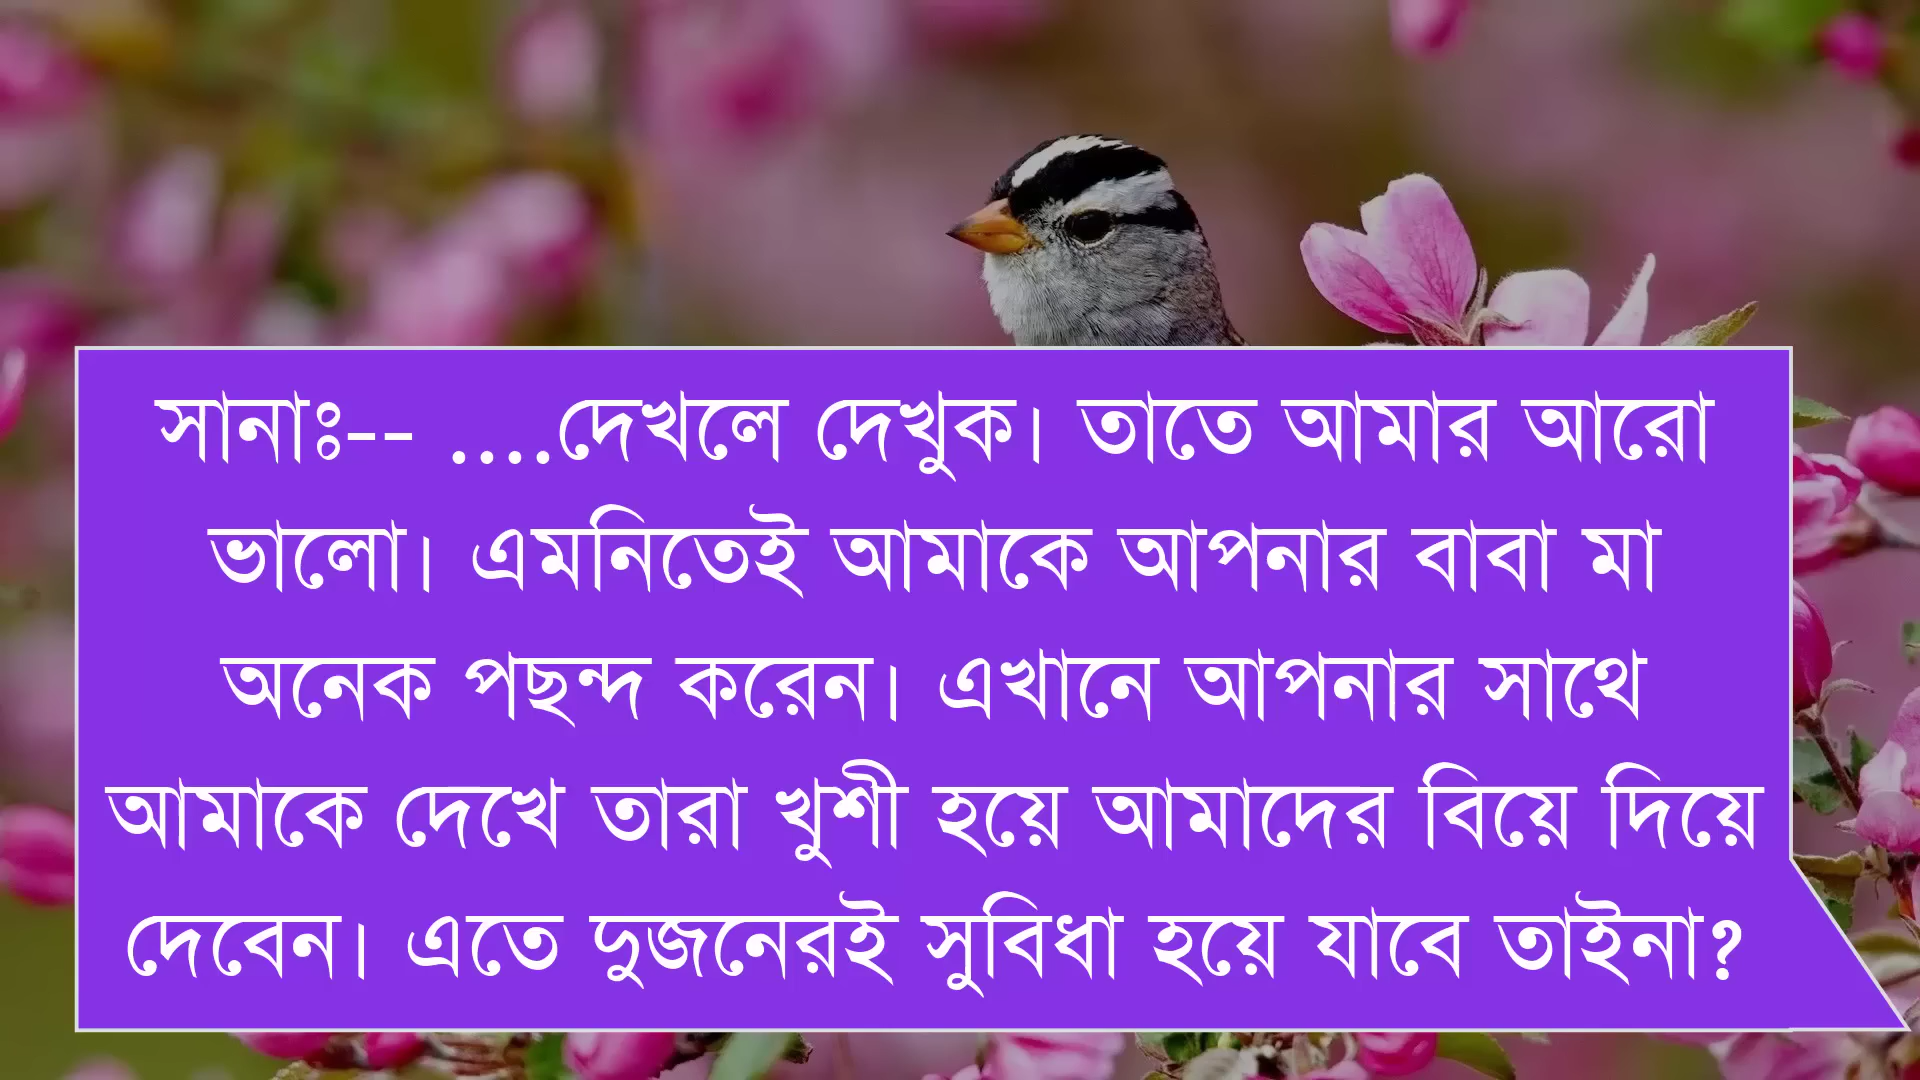 সানাঃ-- ....দেখলে দেখুক। তাতে আমার আরো
ভালো। এমনিতেই আমাকে আপনার বাবা মা
অনেক পছন্দ করেন। এখানে আপনার সাথে
আমাকে দেখে তারা খুশী হয়ে আমাদের বিয়ে দিয়ে
দেবেন। এতে দুজনেরই সুবিধা হয়ে যাবে তাইনা?